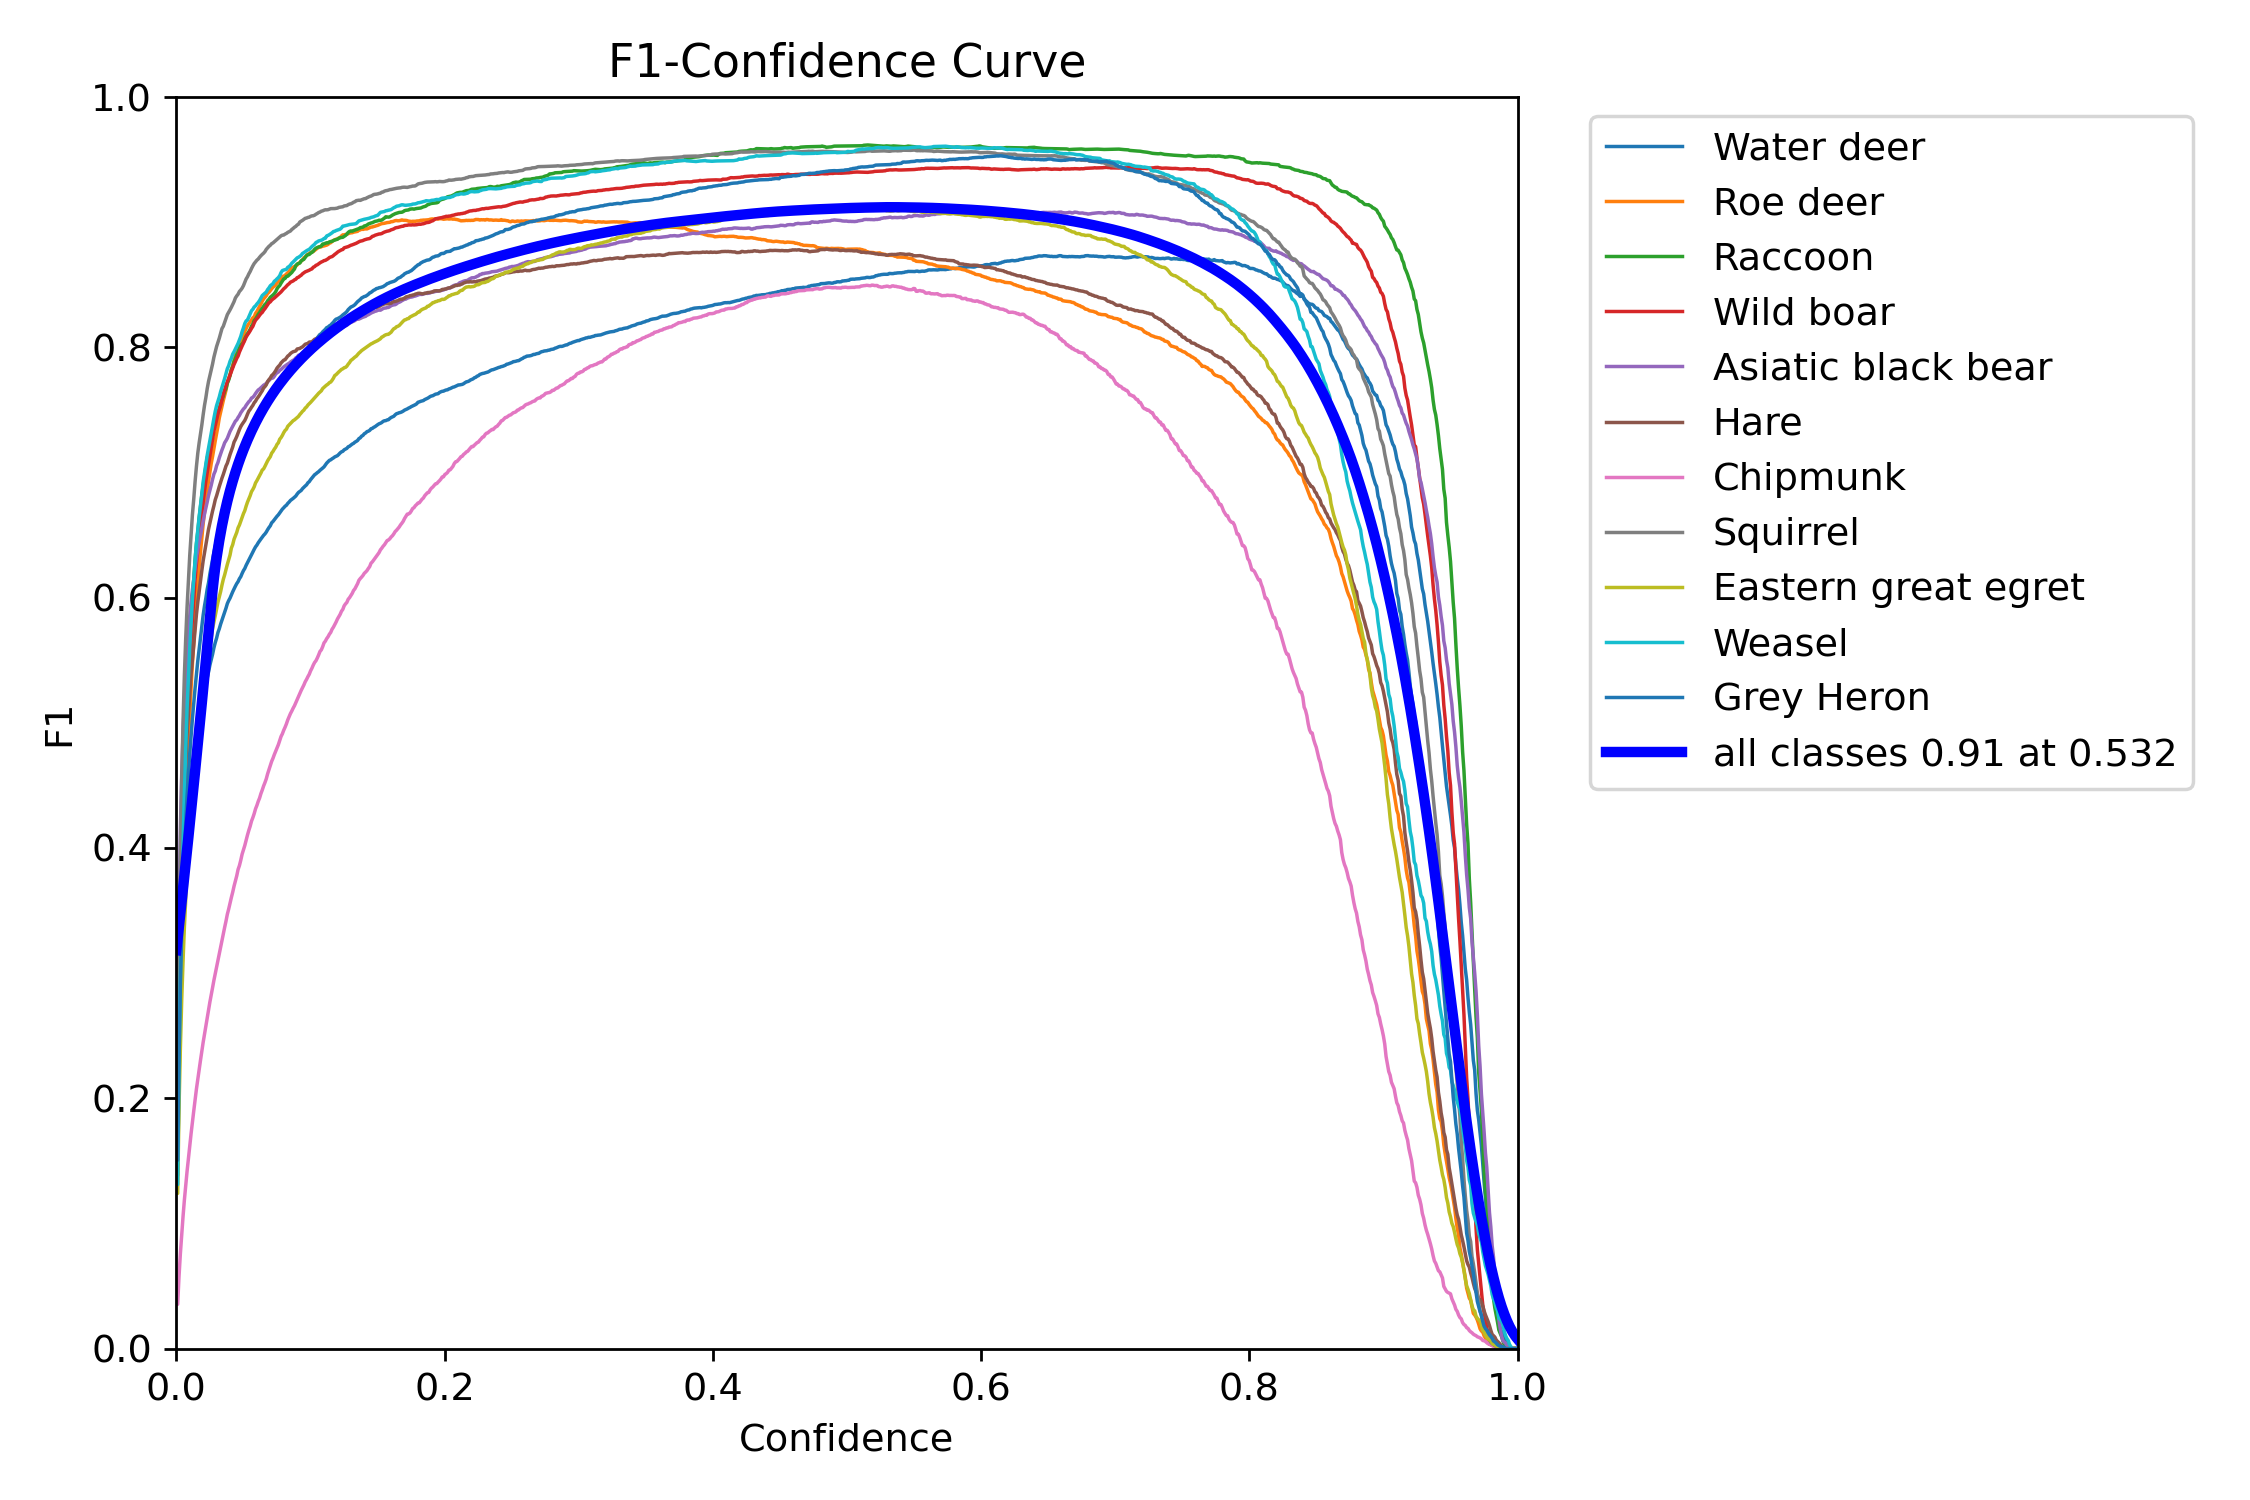 F1-Confidence Curve
1.0
0.8
0.6
0.4
0.2
0.0
F1
0.0 0.2 0.4 0.6 0.8 1.0
Confidence
Water deer
Roe deer
Raccoon
Wild boar
Asiatic black bear
Hare
Chipmunk
Squirrel
Eastern great egret
Weasel
Grey Heron
all classes 0.91 at 0.532